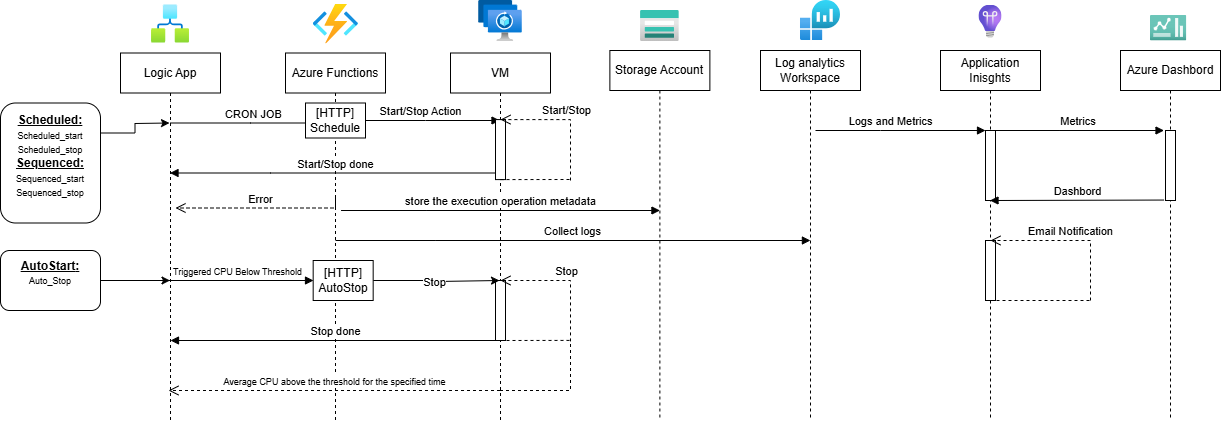 Logic App
Azure Functions
VM
Storage Account
Log analytics
Workspace
Application
Inisghts
Azure Dashbord
Scheduled:
Scheduled_start
Scheduled_stop
Sequenced:
Sequenced_start
Sequenced_stop
CRON JOB
[HTTP]
Schedule
Start/Stop Action
Start/Stop
Logs and Metrics
Metrics
Start/Stop done
Dashbord
Error
store the execution operation metadata
Collect logs
Email Notification
AutoStart:
Auto_Stop
Triggered CPU Below Threshold
[HTTP]
AutoStop
Stop
Stop
Stop done
Average CPU above the threshold for the specified time